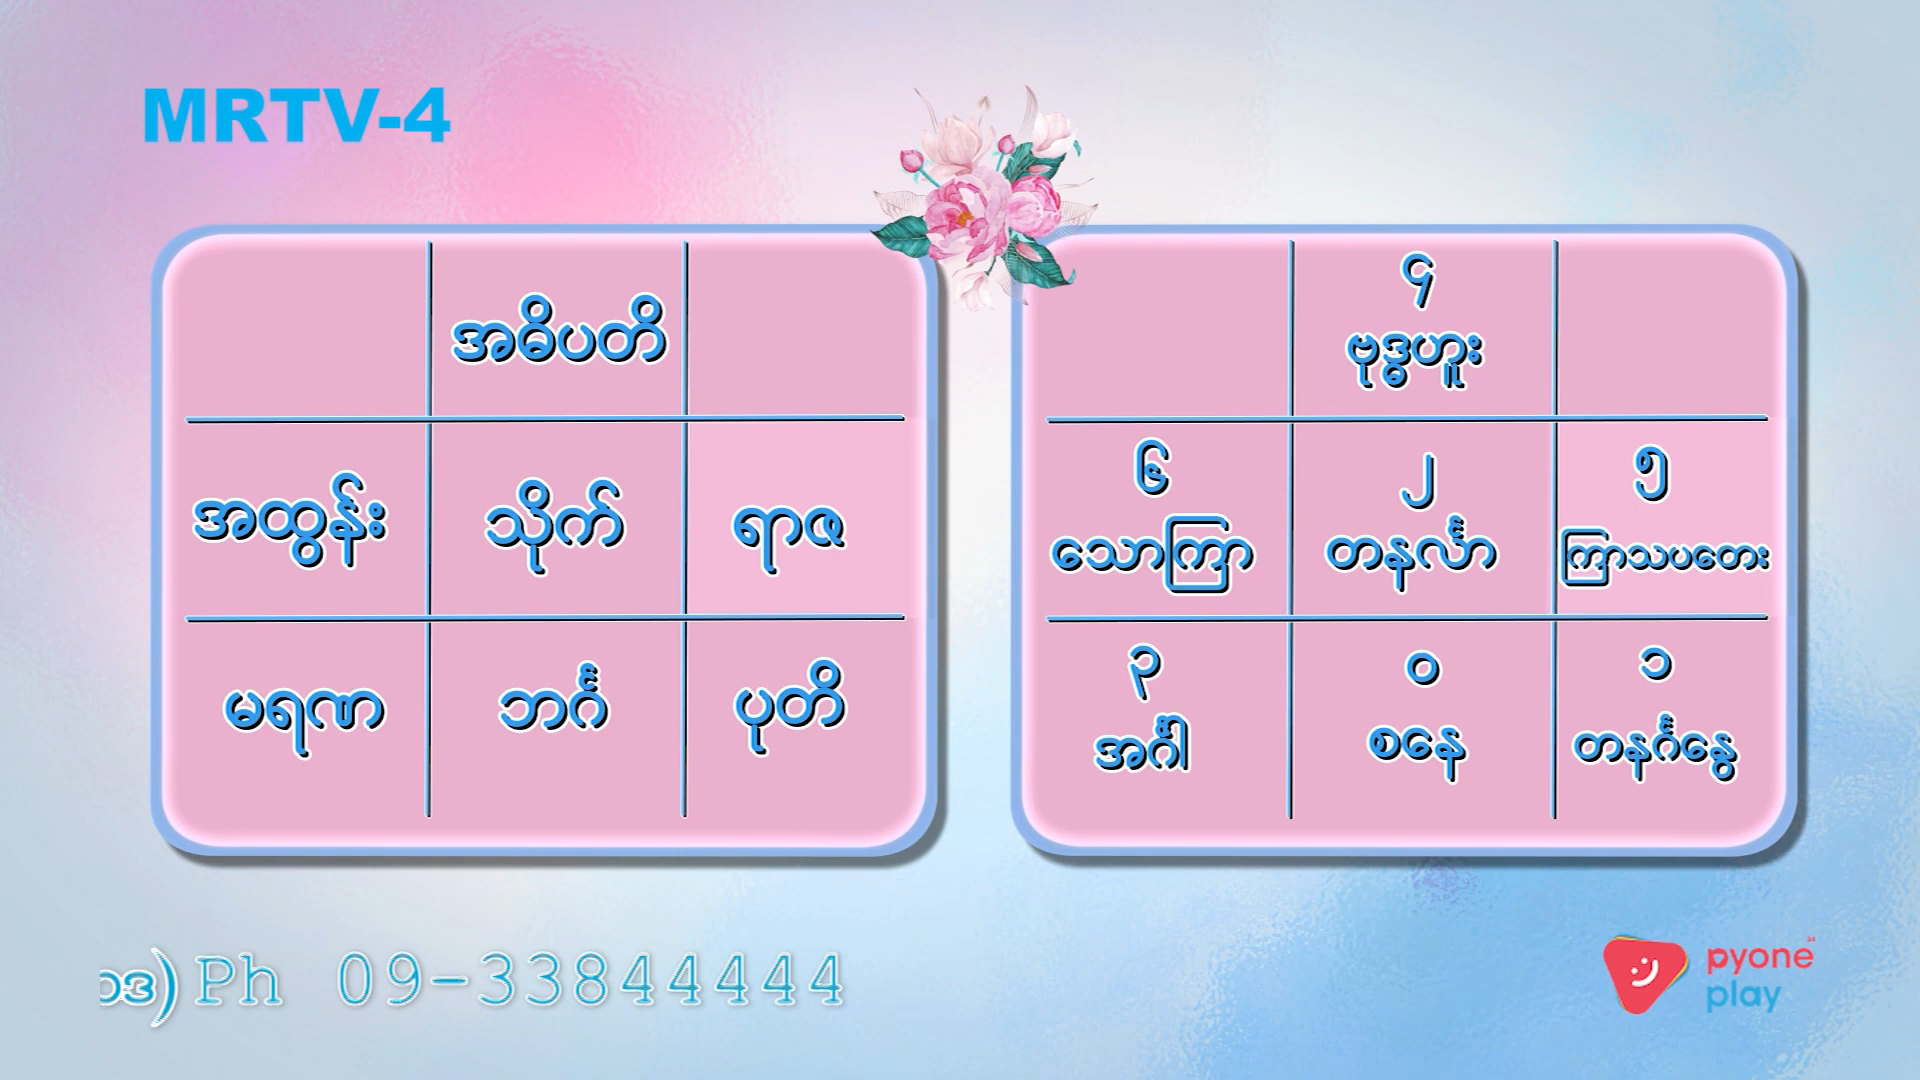 MRTV-4
အဓိပတိ
အထွန်း သိုက် ရာဇ
မရဏ ဘင်္ဂ ပုတိ
၄
ဗုဒ္ဓဟူး
၆ ၂ ၅
သောကြာ တနင်္လာ ကြာသပတေး
၃ ၀ ၁
အင်္ဂါ စနေ တနင်္ဂနွေ
၁၃) Ph 09-33844444
pyone
play